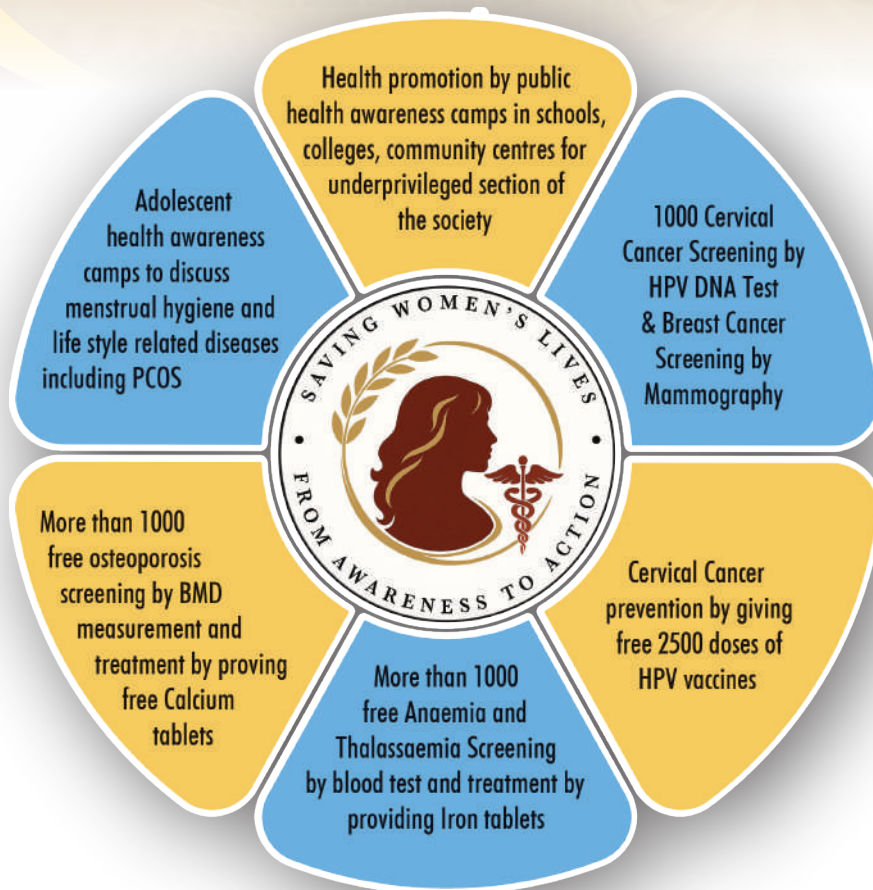 Health promotion by public
health awareness camps in schools,
colleges, community centres for
underprivileged section of
the society
1000 Cervical
Cancer Screening by
HPV DNA Test
& Breast Cancer
Screening by
Mammography
Cervical Cancer
prevention by giving
free 2500 doses of
HPV vaccines
More than 1000
free Anaemia and
Thalassaemia Screening
by blood test and treatment by
providing Iron tablets
More than 1000
free osteoporosis
screening by BMD
measurement and
treatment by proving
free Calcium
tablets
Adolescent
health awareness
camps to discuss
menstrual hygiene and
life style related diseases
including PCOS
SAVING WOMEN'S LIVES
FROM AWARENESS TO ACTION